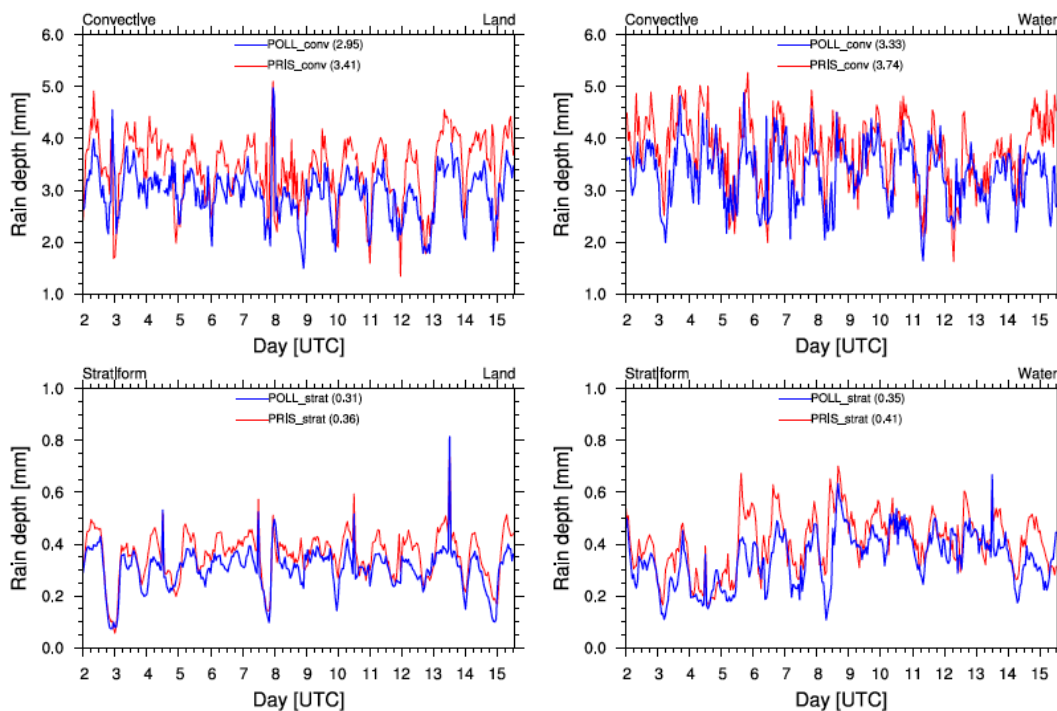 Convective Land
6.0
5.0
4.0
3.0
2.0
1.0
Rain depth [mm]
POLL_conv (2.95)
PRIS_conv (3.41)
2 3 4 5 6 7 8 9 10 11 12 13 14 15
Day [UTC]
Convective Water
6.0
5.0
4.0
3.0
2.0
1.0
Rain depth [mm]
POLL_conv (3.33)
PRIS_conv (3.74)
2 3 4 5 6 7 8 9 10 11 12 13 14 15
Day [UTC]
Stratiform Land
1.0
0.8
0.6
0.4
0.2
0.0
Rain depth [mm]
POLL_strat (0.31)
PRIS_strat (0.36)
2 3 4 5 6 7 8 9 10 11 12 13 14 15
Day [UTC]
Stratiform Water
1.0
0.8
0.6
0.4
0.2
0.0
Rain depth [mm]
POLL_strat (0.35)
PRIS_strat (0.41)
2 3 4 5 6 7 8 9 10 11 12 13 14 15
Day [UTC]